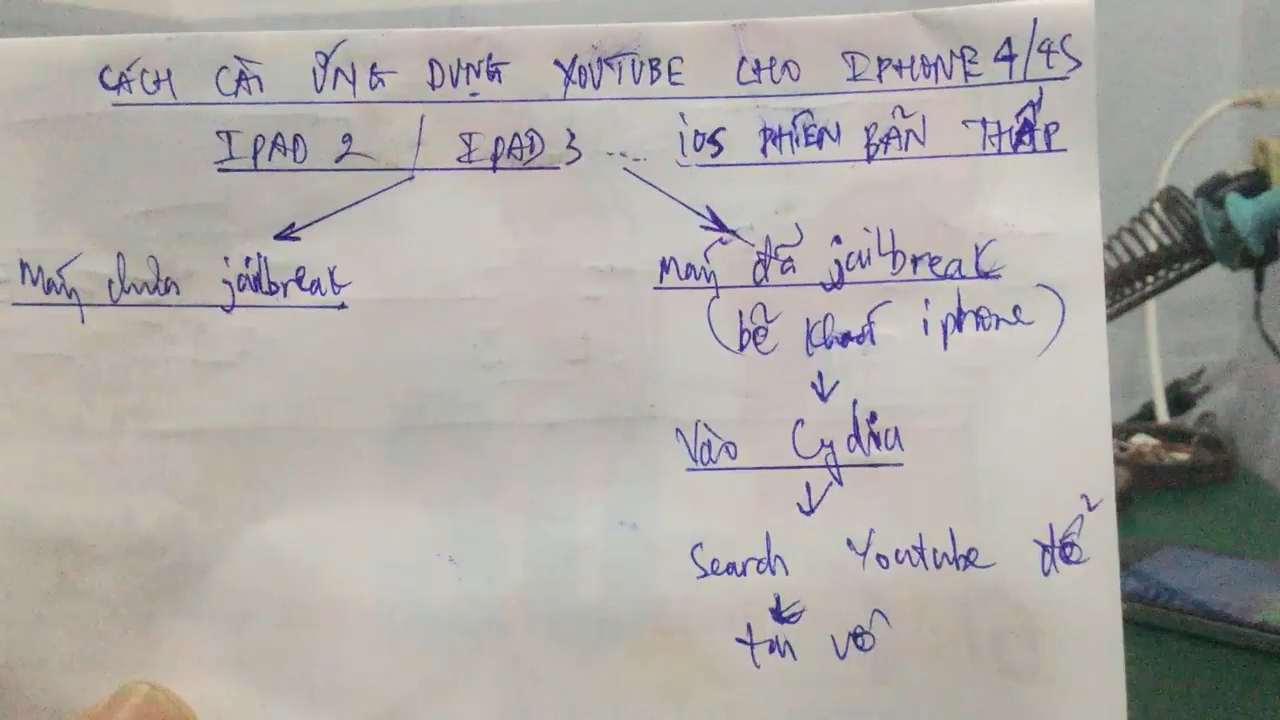 CÁCH CÀI ỨNG DỤNG YOUTUBE CHO IPHONE 4/4S
IPAD 2 / IPAD 3 .... iOS PHIÊN BẢN THẤP
Máy chưa jailbreak
Máy đã jailbreak
(bẽ khoá iphone)
Vào Cydia
Search Youtube để
tải về